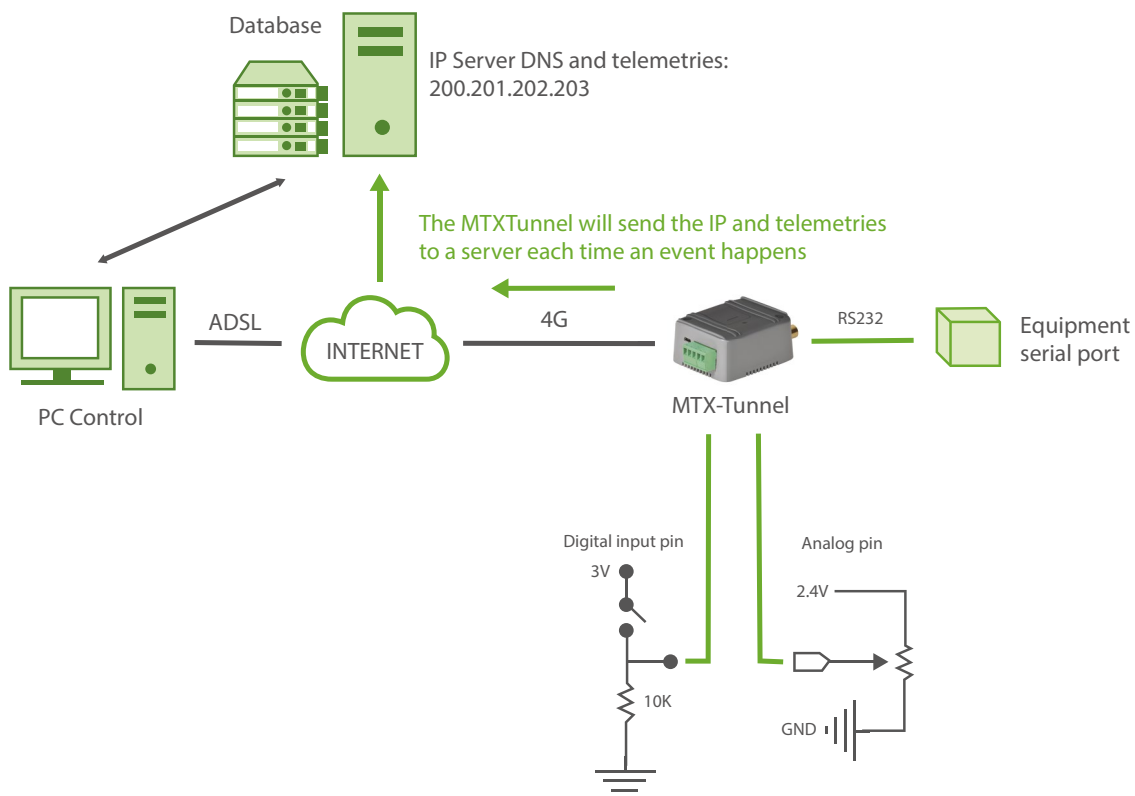 Database
IP Server DNS and telemetries:
200.201.202.203
The MTXTunnel will send the IP and telemetries
to a server each time an event happens
ADSL
INTERNET
4G
RS232
Equipment
serial port
PC Control
MTX-Tunnel
Digital input pin
3V
10K
Analog pin
2.4V
GND